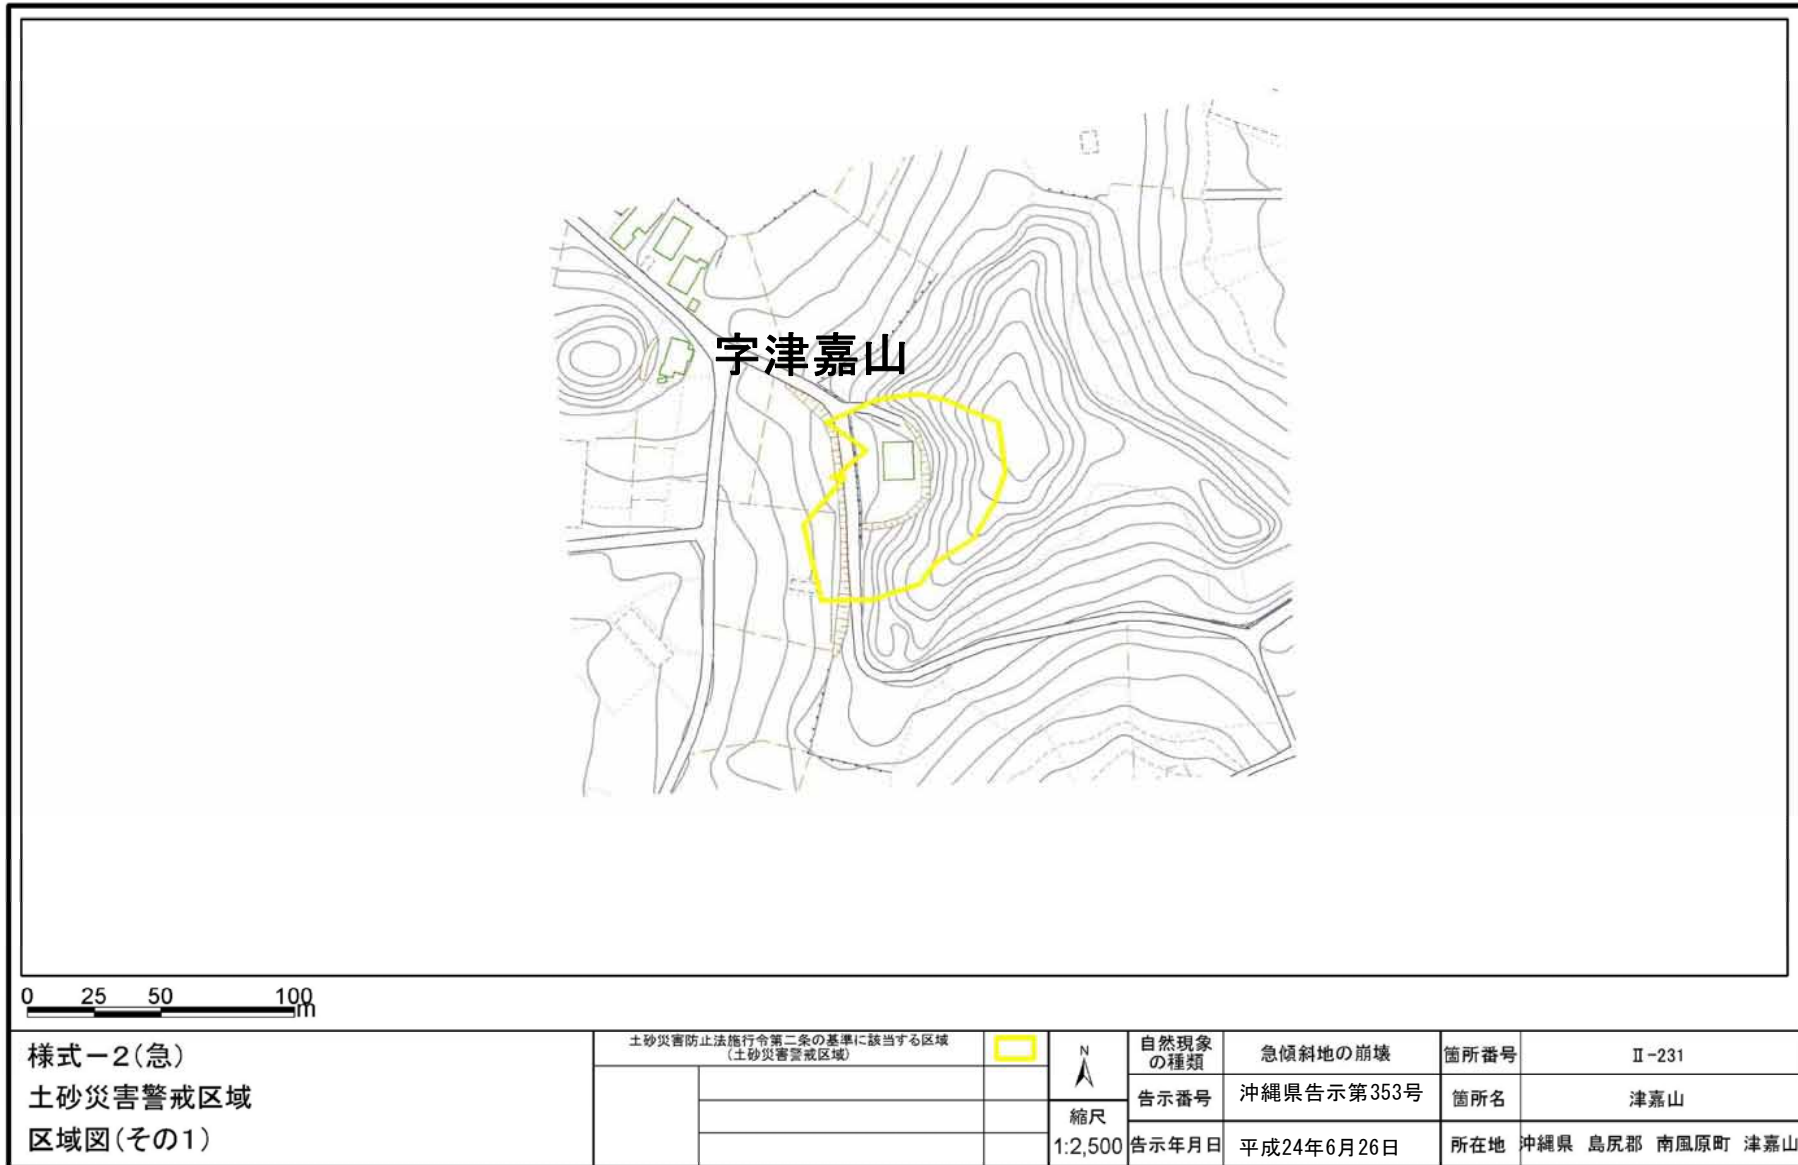 字津嘉山
0 25 50 100
m
様式－2(急)
土砂災害警戒区域
区域図(その1)
土砂災害防止法施行令第二条の基準に該当する区域
(土砂災害警戒区域)
N
縮尺
1:2,500
自然現象
の種類
急傾斜地の崩壊
箇所番号
Ⅱ-231
告示番号
沖縄県告示第353号
箇所名
津嘉山
告示年月日
平成24年6月26日
所在地
沖縄県 島尻郡 南風原町 津嘉山